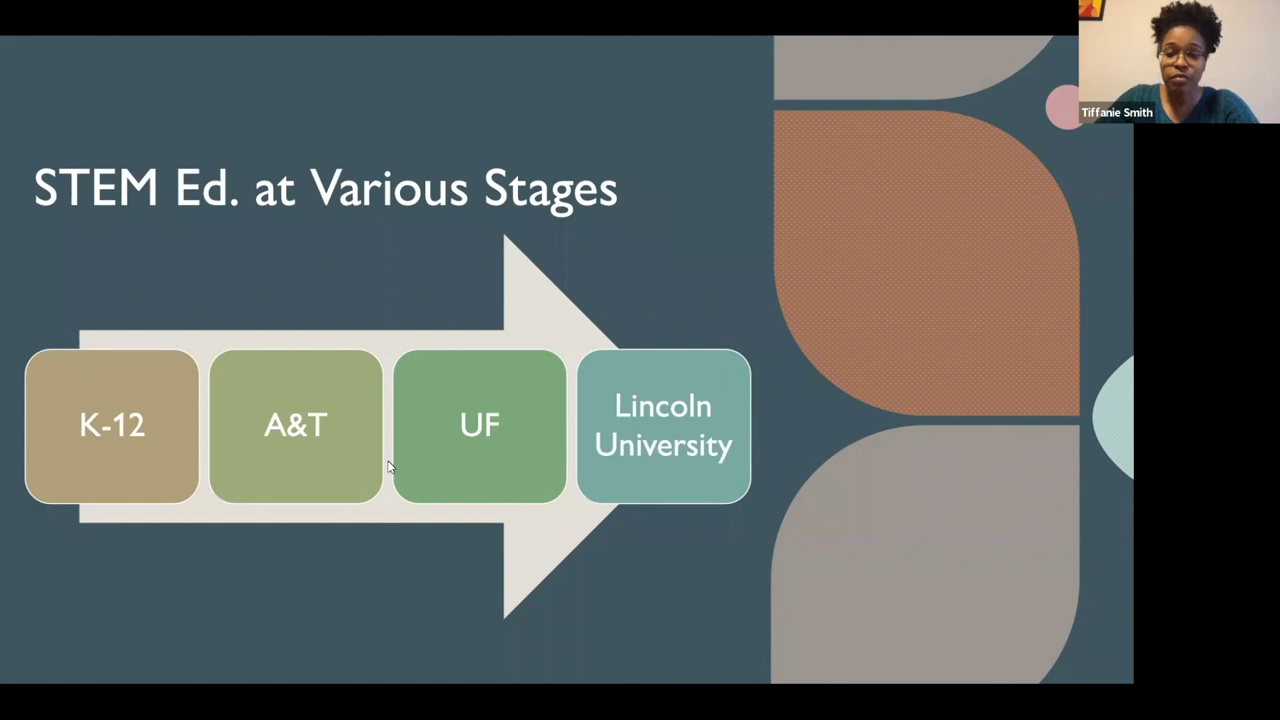 STEM Ed. at Various Stages
K-12
A&T
UF
Lincoln
University
Tiffanie Smith